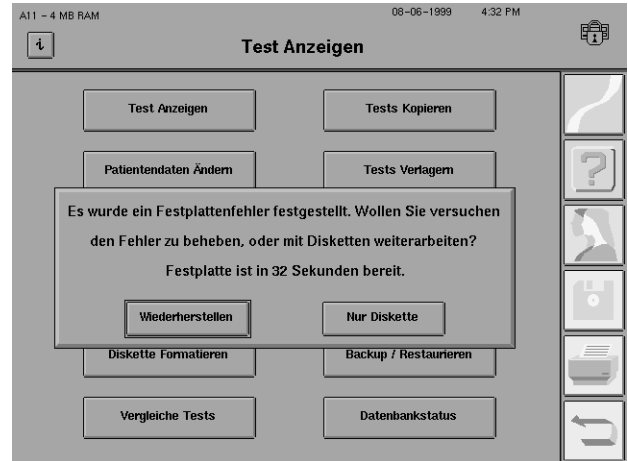 A11 – 4 MB RAM
08–06–1999 4:32 PM
i
Test Anzeigen
Test Anzeigen
Tests Kopieren
Patientendaten Ändern
Tests Verlagern
Es wurde ein Festplattenfehler festgestellt. Wollen Sie versuchen
den Fehler zu beheben, oder mit Disketten weiterarbeiten?
Festplatte ist in 32 Sekunden bereit.
Wiederherstellen
Nur Diskette
Diskette Formatieren
Backup / Restaurieren
Vergleiche Tests
Datenbankstatus
?